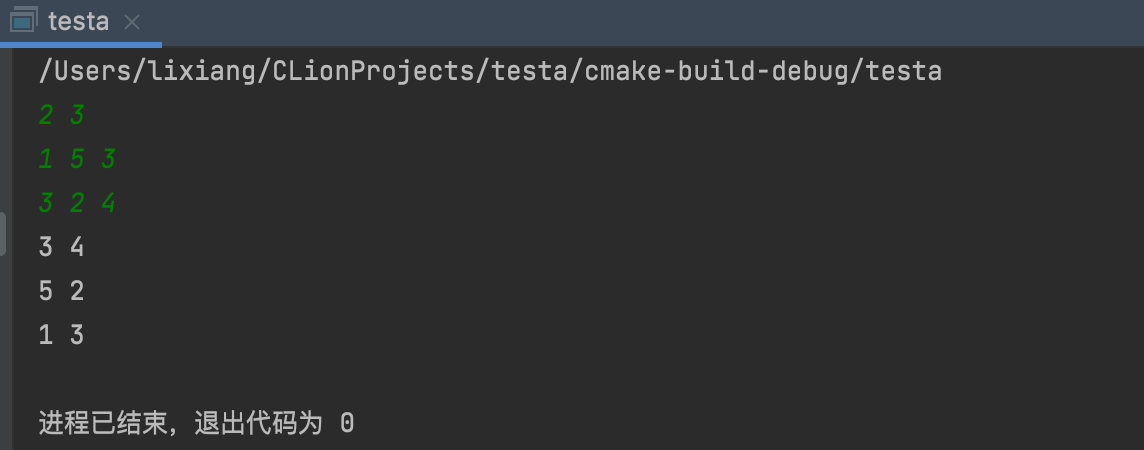 testa
/Users/lixiang/CLionProjects/testa/cmake-build-debug/testa
2 3
1 5 3
3 2 4
3 4
5 2
1 3
进程已结束，退出代码为 0